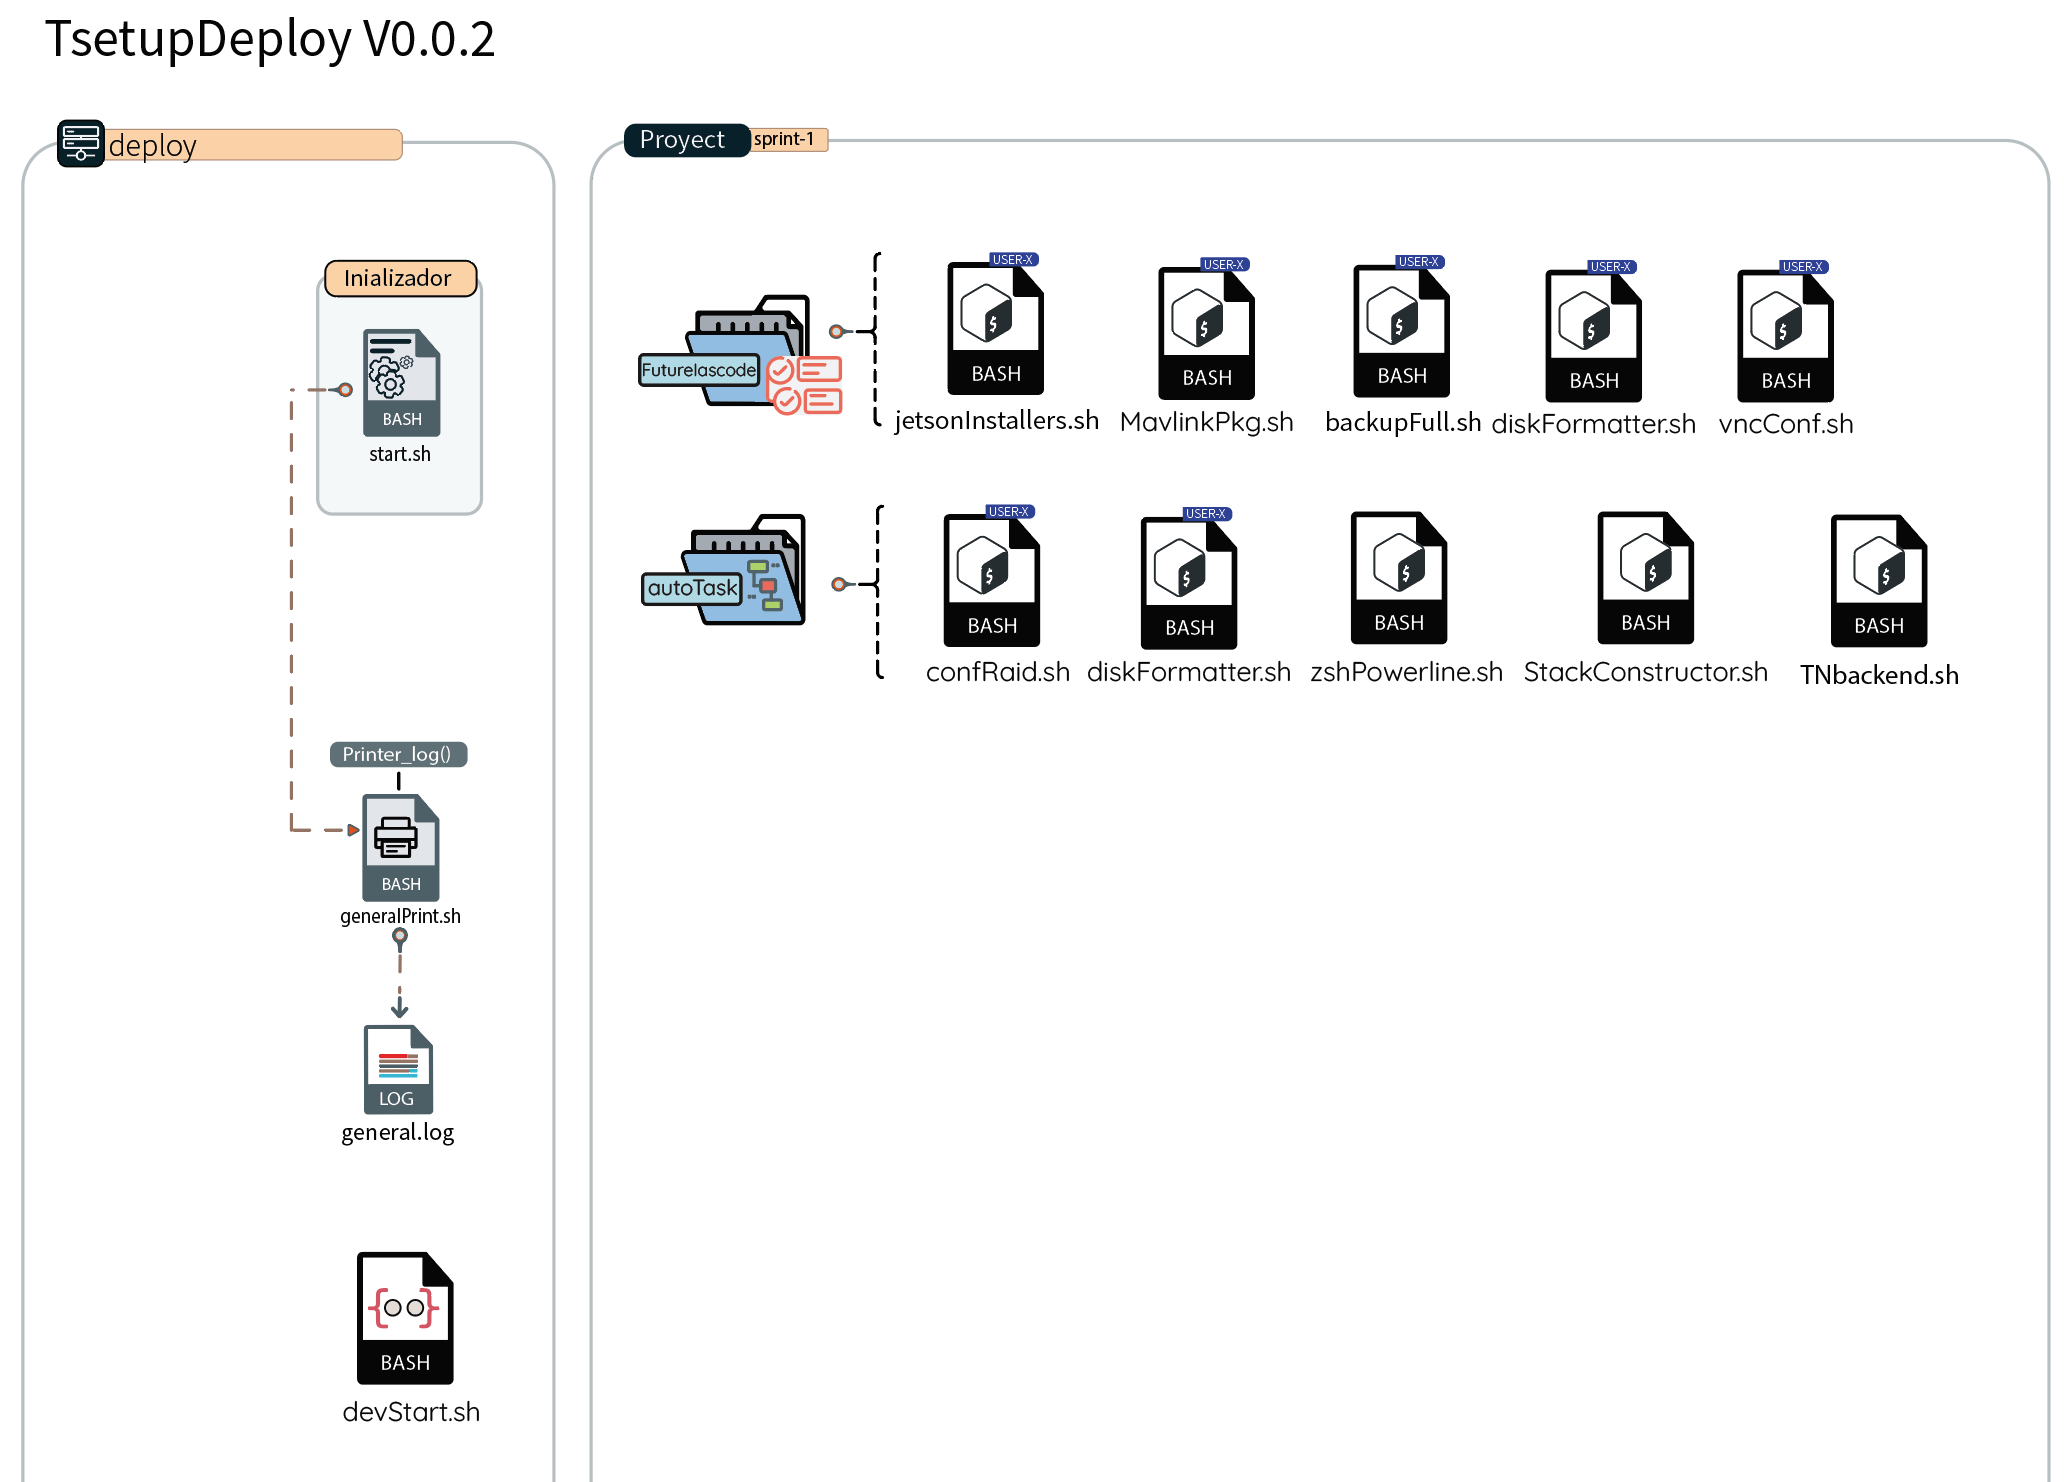 TsetupDeploy V0.0.2
deploy
Inializador
BASH
start.sh
Printer_log()
BASH
generalPrint.sh
LOG
general.log
BASH
devStart.sh
Proyect sprint-1
FutureIascode
USER-X USER-X USER-X USER-X USER-X
$ $ $ $ $
BASH BASH BASH BASH BASH
jetsonInstallers.sh MavlinkPkg.sh backupFull.sh diskFormatter.sh vncConf.sh
autoTask
USER-X USER-X
$ $ $ $ $
BASH BASH BASH BASH BASH
confRaid.sh diskFormatter.sh zshPowerline.sh StackConstructor.sh TNbackend.sh